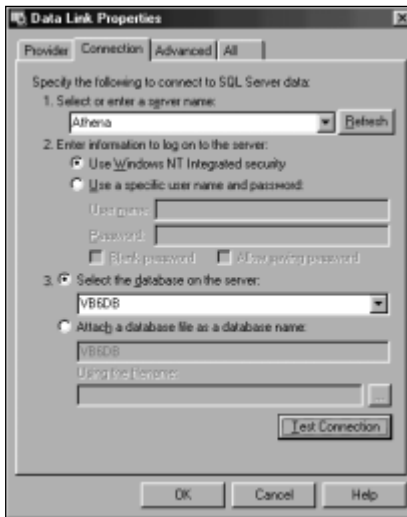 Data Link Properties
Provider Connection Advanced All
Specify the following to connect to SQL Server data:
1. Select or enter a server name:
Athena Refresh
2. Enter information to log on to the server:
Use Windows NT Integrated security
Use a specific user name and password:
User name:
Password:
Blank password Allow saving password
3. Select the database on the server:
VB6DB
Attach a database file as a database name:
VB6DB
Using the filename:
...
Test Connection
OK Cancel Help